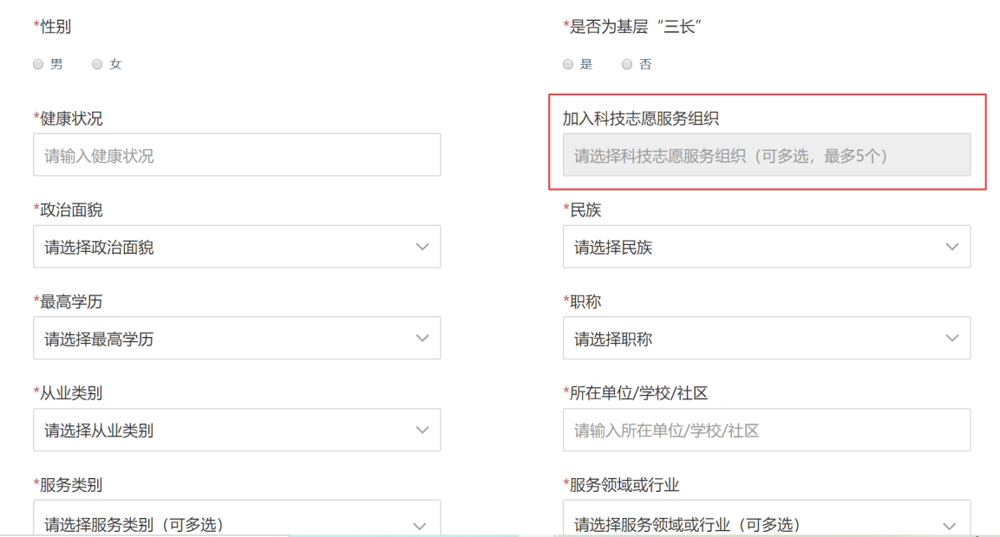 *性别
*是否为基层“三长”
男
女
是
否
*健康状况
加入科技志愿服务组织
请输入健康状况
请选择科技志愿服务组织（可多选，最多5个）
*政治面貌
*民族
请选择政治面貌
请选择民族
*最高学历
*职称
请选择最高学历
请选择职称
*从业类别
*所在单位/学校/社区
请选择从业类别
请输入所在单位/学校/社区
*服务类别
*服务领域或行业
请选择服务类别（可多选）
请选择服务领域或行业（可多选）